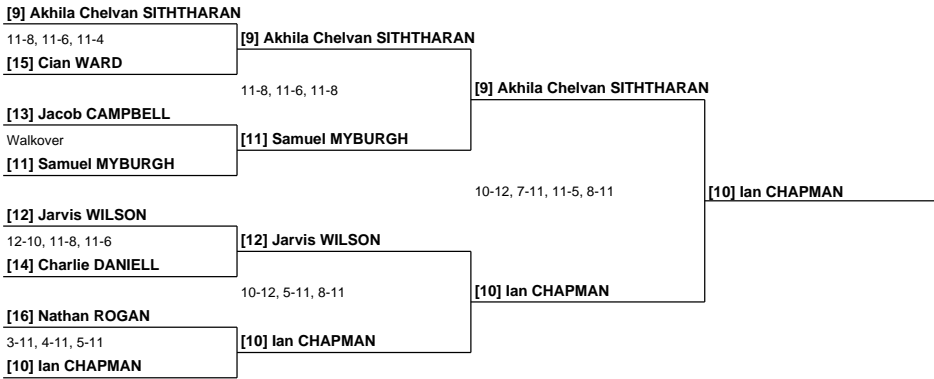 [9] Akhila Chelvan SITHTHARAN
11-8, 11-6, 11-4
[15] Cian WARD
[9] Akhila Chelvan SITHTHARAN
11-8, 11-6, 11-8
[13] Jacob CAMPBELL
Walkover
[11] Samuel MYBURGH
[11] Samuel MYBURGH
[9] Akhila Chelvan SITHTHARAN
10-12, 7-11, 11-5, 8-11
[10] Ian CHAPMAN
[12] Jarvis WILSON
12-10, 11-8, 11-6
[14] Charlie DANIELL
[12] Jarvis WILSON
10-12, 5-11, 8-11
[16] Nathan ROGAN
3-11, 4-11, 5-11
[10] Ian CHAPMAN
[10] Ian CHAPMAN
[10] Ian CHAPMAN